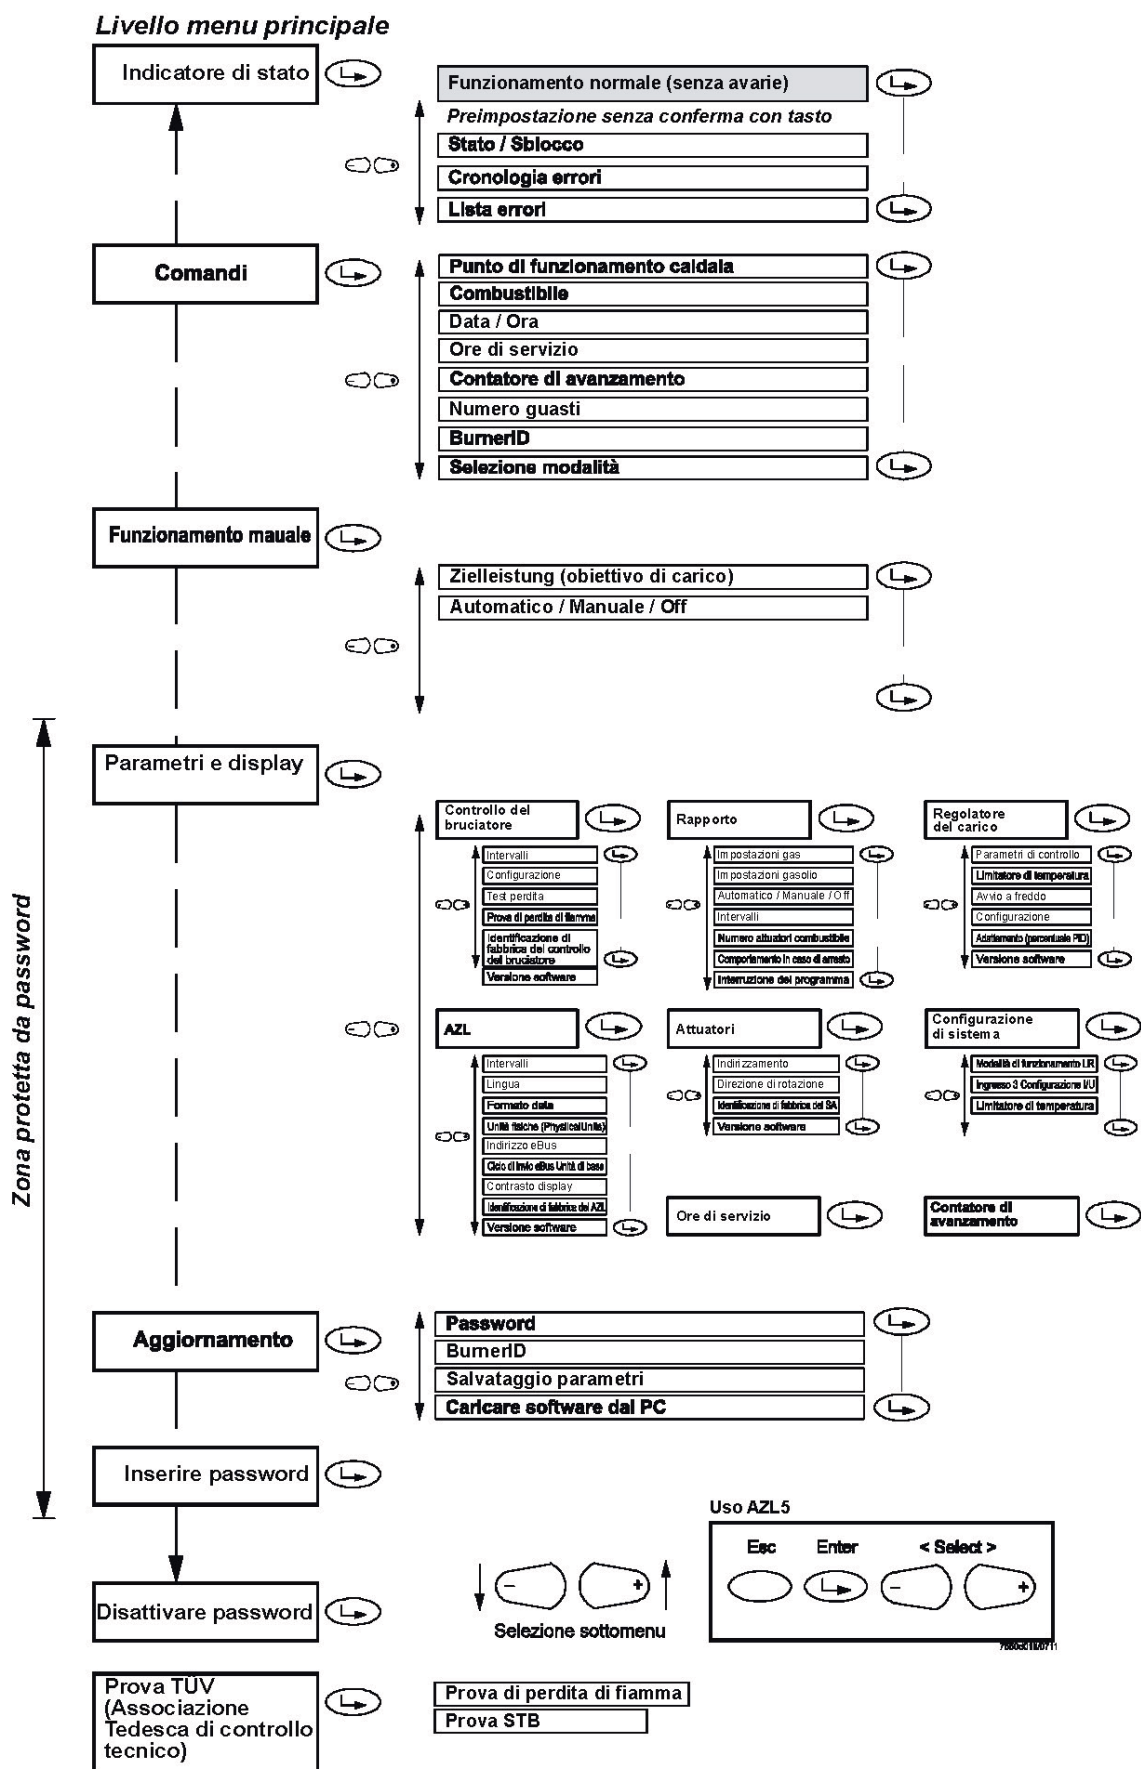 Livello menu principale
Indicatore di stato
Funzionamento normale (senza avarie)
Preimpostazione senza conferma con tasto
Stato / Sblocco
Cronologia errori
Lista errori
Comandi
Punto di funzionamento caldaia
Combustibile
Data / Ora
Ore di servizio
Contatore di avanzamento
Numero guasti
BurnerID
Selezione modalità
Funzionamento mauale
Zielleistung (obiettivo di carico)
Automatico / Manuale / Off
Zona protetta da password
Parametri e display
Controllo del
bruciatore
Intervalli
Configurazione
Test perdita
Prova di perdita di fiamma
Identificazione di
fabbrica del controllo
del bruciatore
Versione software
Rapporto
Impostazioni gas
Impostazioni gasolio
Automatico / Manuale / Off
Intervalli
Numero attuatori combustibile
Comportamento in caso di arresto
Interruzione del programma
Regolatore
del carico
Parametri di controllo
Limitatore di temperatura
Avvio a freddo
Configurazione
Adattamento (percentuale PID)
Versione software
AZL
Intervalli
Lingua
Formato data
Unità fisiche (PhysicalUnits)
Indirizzo eBus
Ciclo di invio eBus Unità di base
Contrasto display
Identificazione di fabbrica del AZL
Versione software
Attuatori
Indirizzamento
Direzione di rotazione
Identificazione di fabbrica del SA
Versione software
Configurazione
di sistema
Modalità di funzionamento LR
Ingresso 3 Configurazione I/U
Limitatore di temperatura
Ore di servizio
Contatore di
avanzamento
Aggiornamento
Password
BurnerID
Salvataggio parametri
Caricare software dal PC
Inserire password
Disattivare password
- +
Selezione sottomenu
Uso AZL5
Esc Enter < Select >
- +
Prova TÜV
(Associazione
Tedesca di controllo
tecnico)
Prova di perdita di fiamma
Prova STB